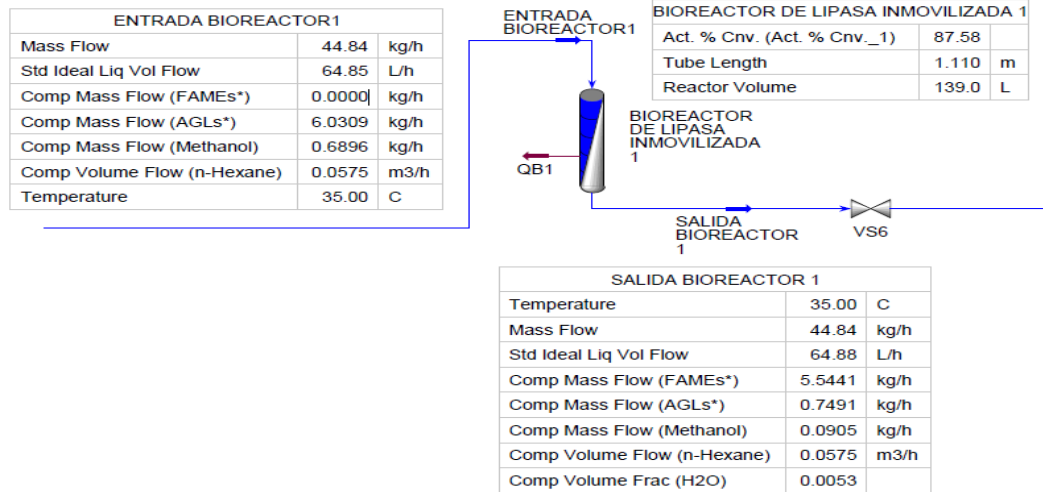 ENTRADA BIOREACTOR1
Mass Flow 44.84 kg/h
Std Ideal Liq Vol Flow 64.85 L/h
Comp Mass Flow (FAMEs*) 0.0000 kg/h
Comp Mass Flow (AGLs*) 6.0309 kg/h
Comp Mass Flow (Methanol) 0.6896 kg/h
Comp Volume Flow (n-Hexane) 0.0575 m3/h
Temperature 35.00 C
ENTRADA
BIOREACTOR1
BIOREACTOR DE LIPASA INMOVILIZADA 1
Act. % Cnv. (Act. % Cnv._1) 87.58
Tube Length 1.110 m
Reactor Volume 139.0 L
BIOREACTOR
DE LIPASA
INMOVILIZADA
1
QB1
SALIDA
BIOREACTOR
1
VS6
SALIDA BIOREACTOR 1
Temperature 35.00 C
Mass Flow 44.84 kg/h
Std Ideal Liq Vol Flow 64.88 L/h
Comp Mass Flow (FAMEs*) 5.5441 kg/h
Comp Mass Flow (AGLs*) 0.7491 kg/h
Comp Mass Flow (Methanol) 0.0905 kg/h
Comp Volume Flow (n-Hexane) 0.0575 m3/h
Comp Volume Frac (H2O) 0.0053